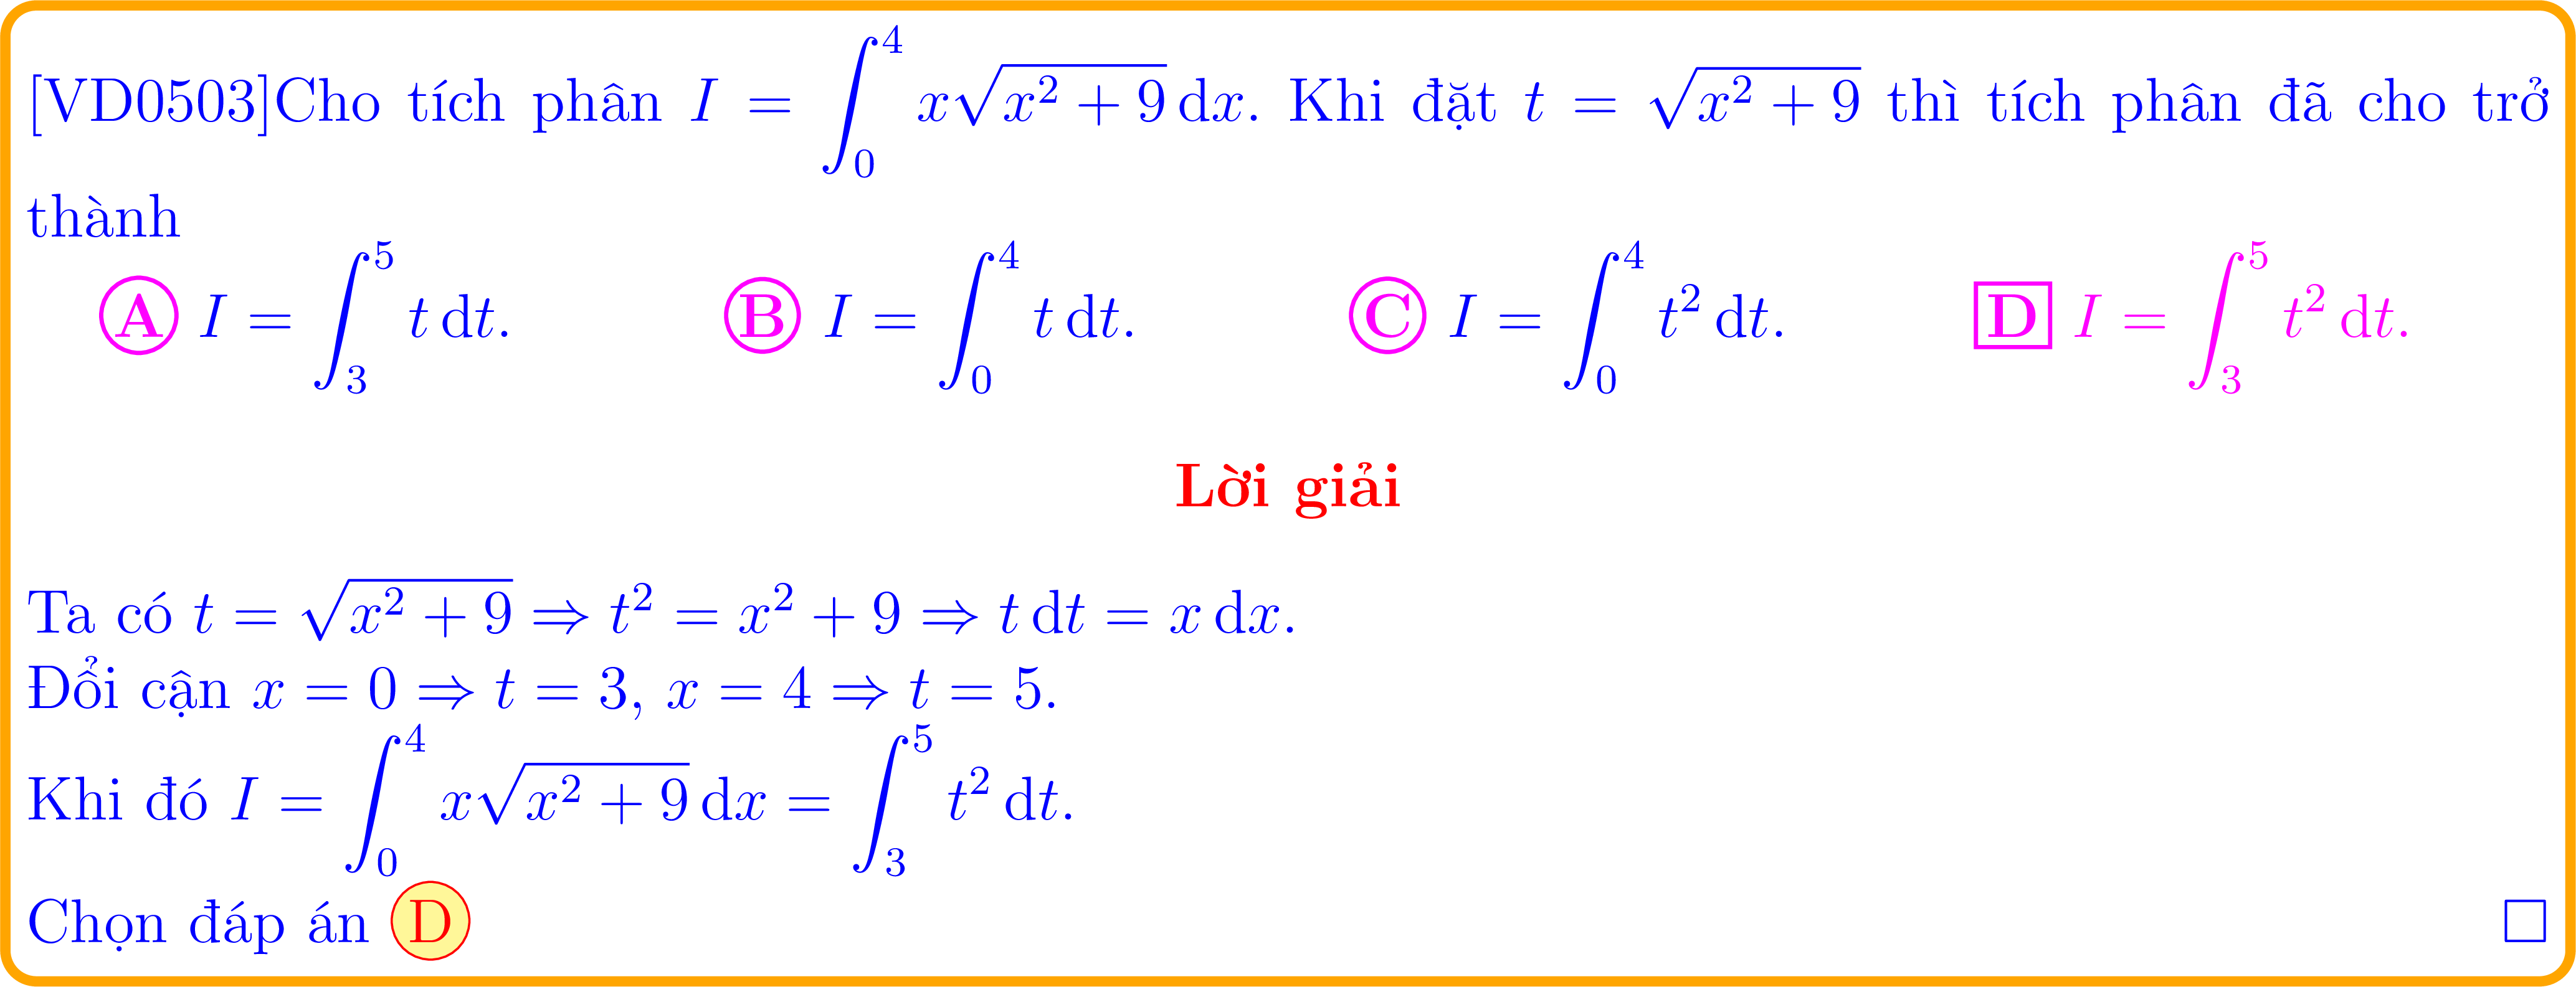 [VD0503]Cho tích phân $I = \int_0^4 x\sqrt{x^2+9}\,\mathrm{d}x$. Khi đặt $t = \sqrt{x^2+9}$ thì tích phân đã cho trở
thành
A $I = \int_3^5 t\,\mathrm{d}t$. B $I = \int_0^4 t\,\mathrm{d}t$. C $I = \int_0^4 t^2\,\mathrm{d}t$. D $I = \int_3^5 t^2\,\mathrm{d}t$.
Lời giải
Ta có $t = \sqrt{x^2+9} \Rightarrow t^2 = x^2+9 \Rightarrow t\,\mathrm{d}t = x\,\mathrm{d}x$.
Đổi cận $x = 0 \Rightarrow t = 3$, $x = 4 \Rightarrow t = 5$.
Khi đó $I = \int_0^4 x\sqrt{x^2+9}\,\mathrm{d}x = \int_3^5 t^2\,\mathrm{d}t$.
Chọn đáp án D □